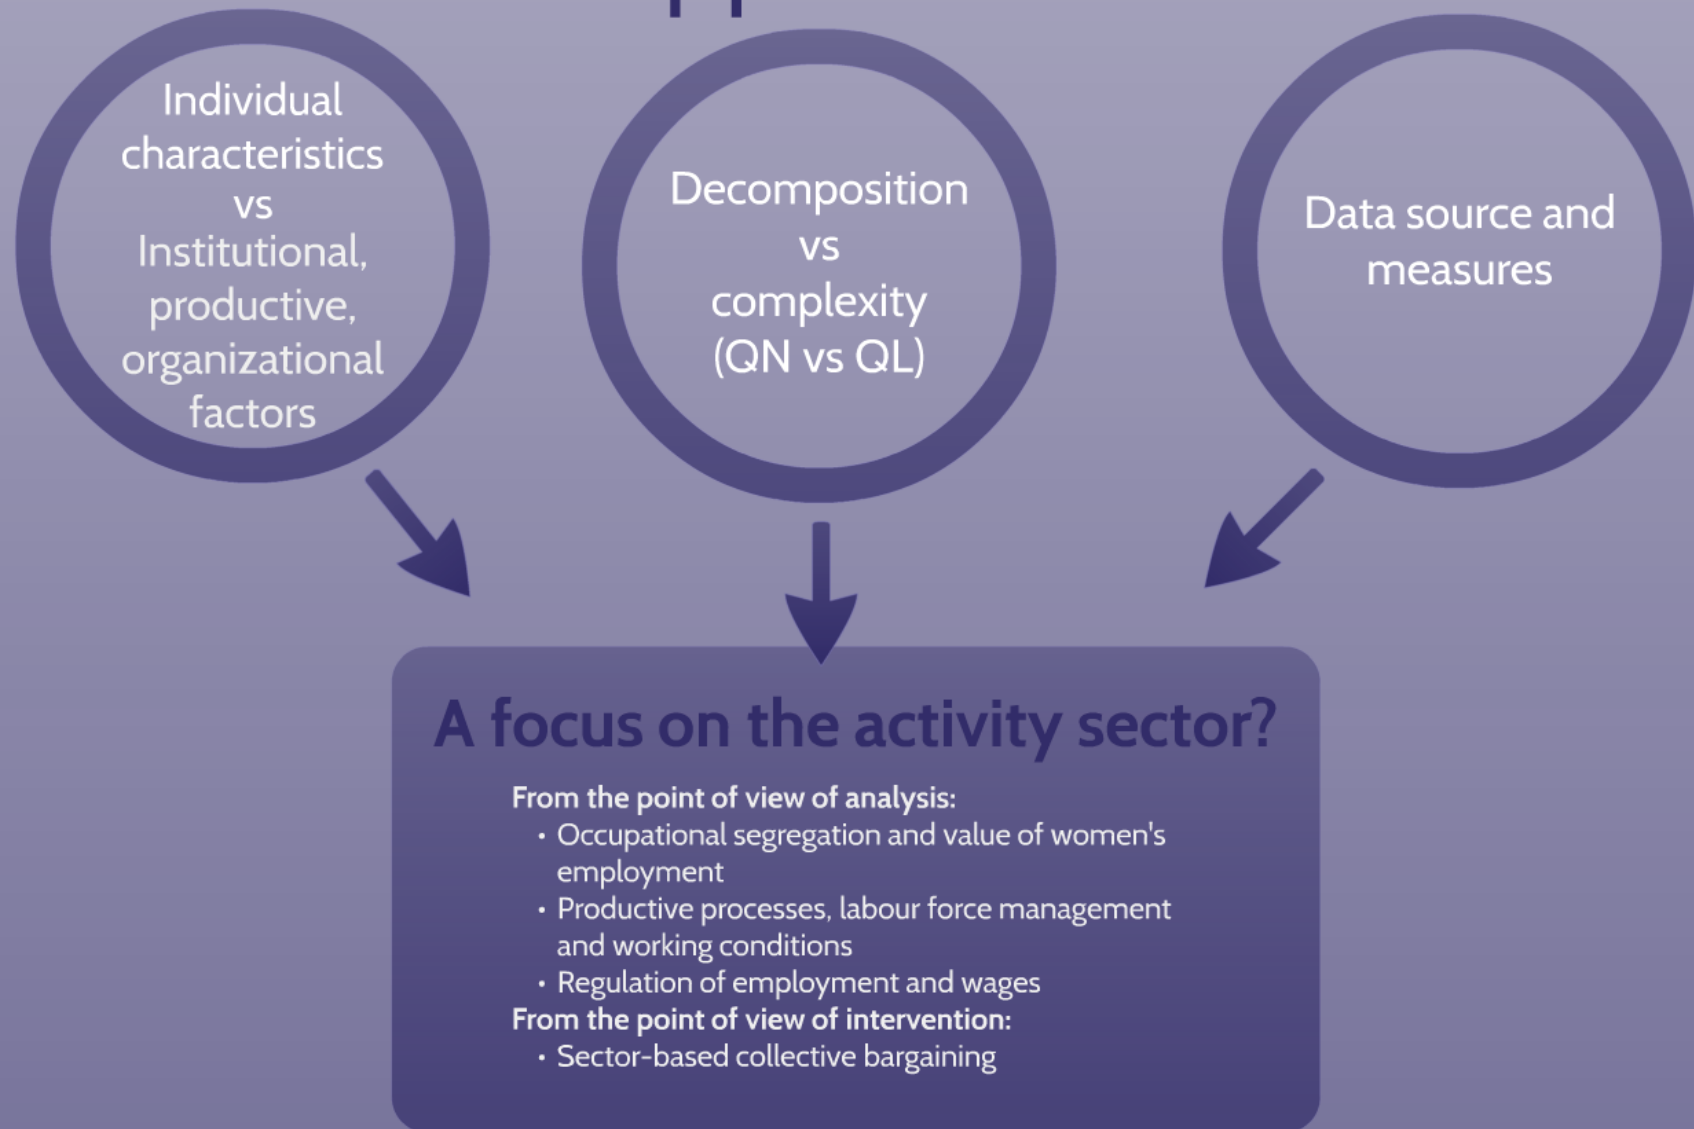 Individual
characteristics
vs
Institutional,
productive,
organizational
factors
Decomposition
vs
complexity
(QN vs QL)
Data source and
measures
A focus on the activity sector?
From the point of view of analysis:
• Occupational segregation and value of women's
employment
• Productive processes, labour force management
and working conditions
• Regulation of employment and wages
From the point of view of intervention:
• Sector-based collective bargaining